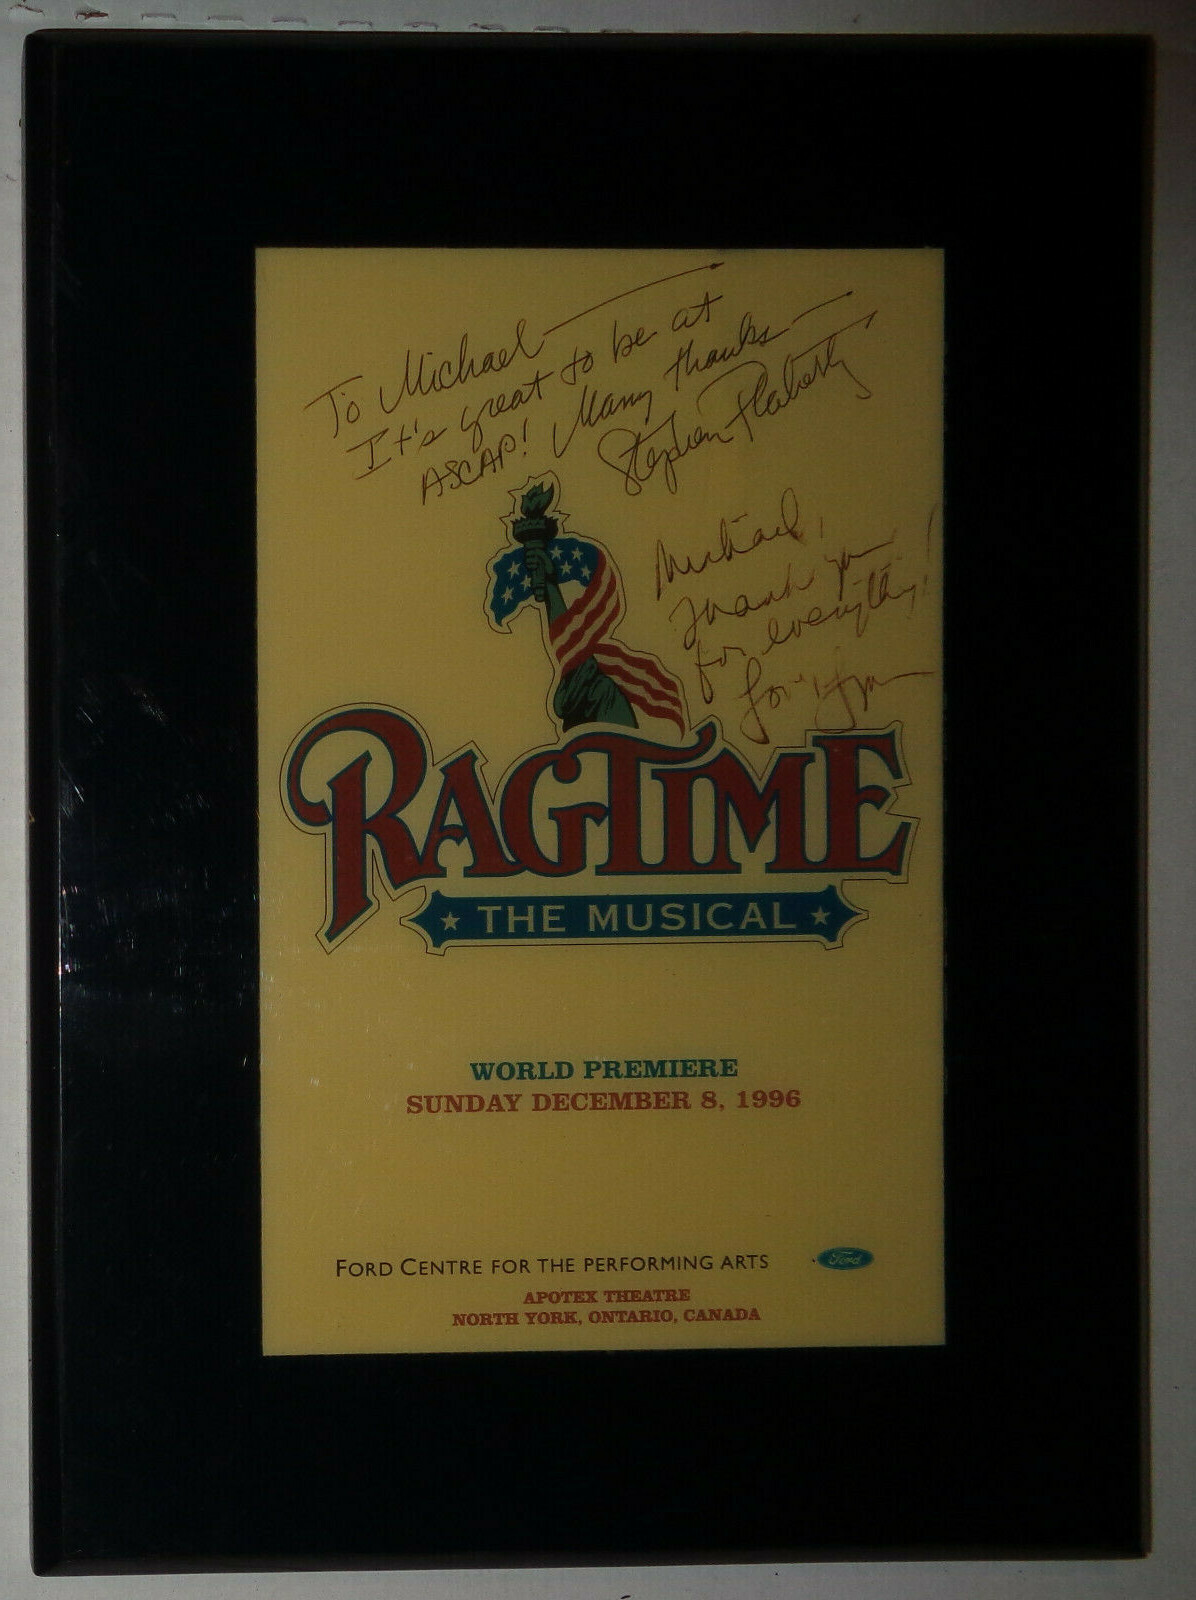 To Michael —
It's great to be at
ASCAP! Many thanks —
Stephen Flaherty
Michael,
Thank you
for everything!
Love, Lynn
RAGTIME
THE MUSICAL
WORLD PREMIERE
SUNDAY DECEMBER 8, 1996
FORD CENTRE FOR THE PERFORMING ARTS
Ford
APOTEX THEATRE
NORTH YORK, ONTARIO, CANADA